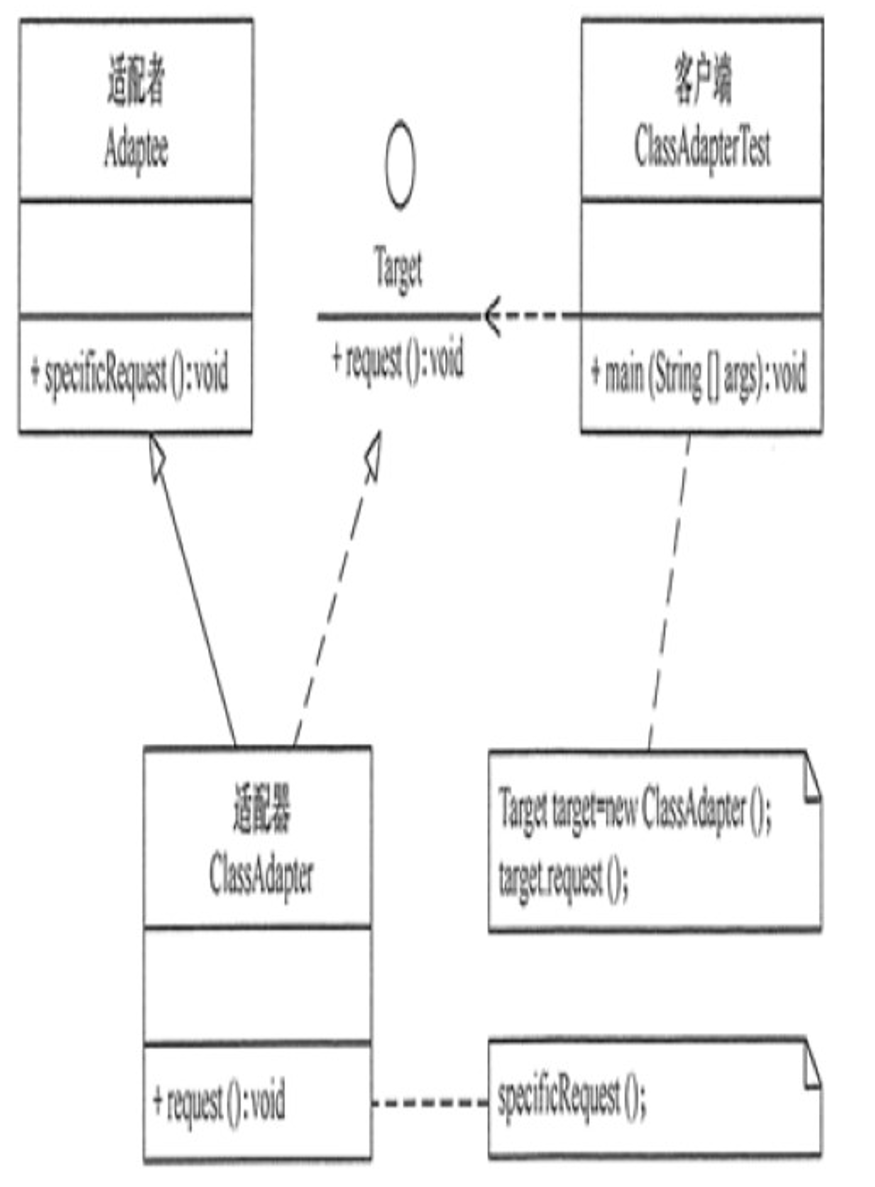 适配者
Adaptee
+ specificRequest (): void
Target
+ request (): void
客户端
ClassAdapterTest
+ main (String [] args): void
适配器
ClassAdapter
+ request (): void
Target target=new ClassAdapter ();
target.request ();
specificRequest ();